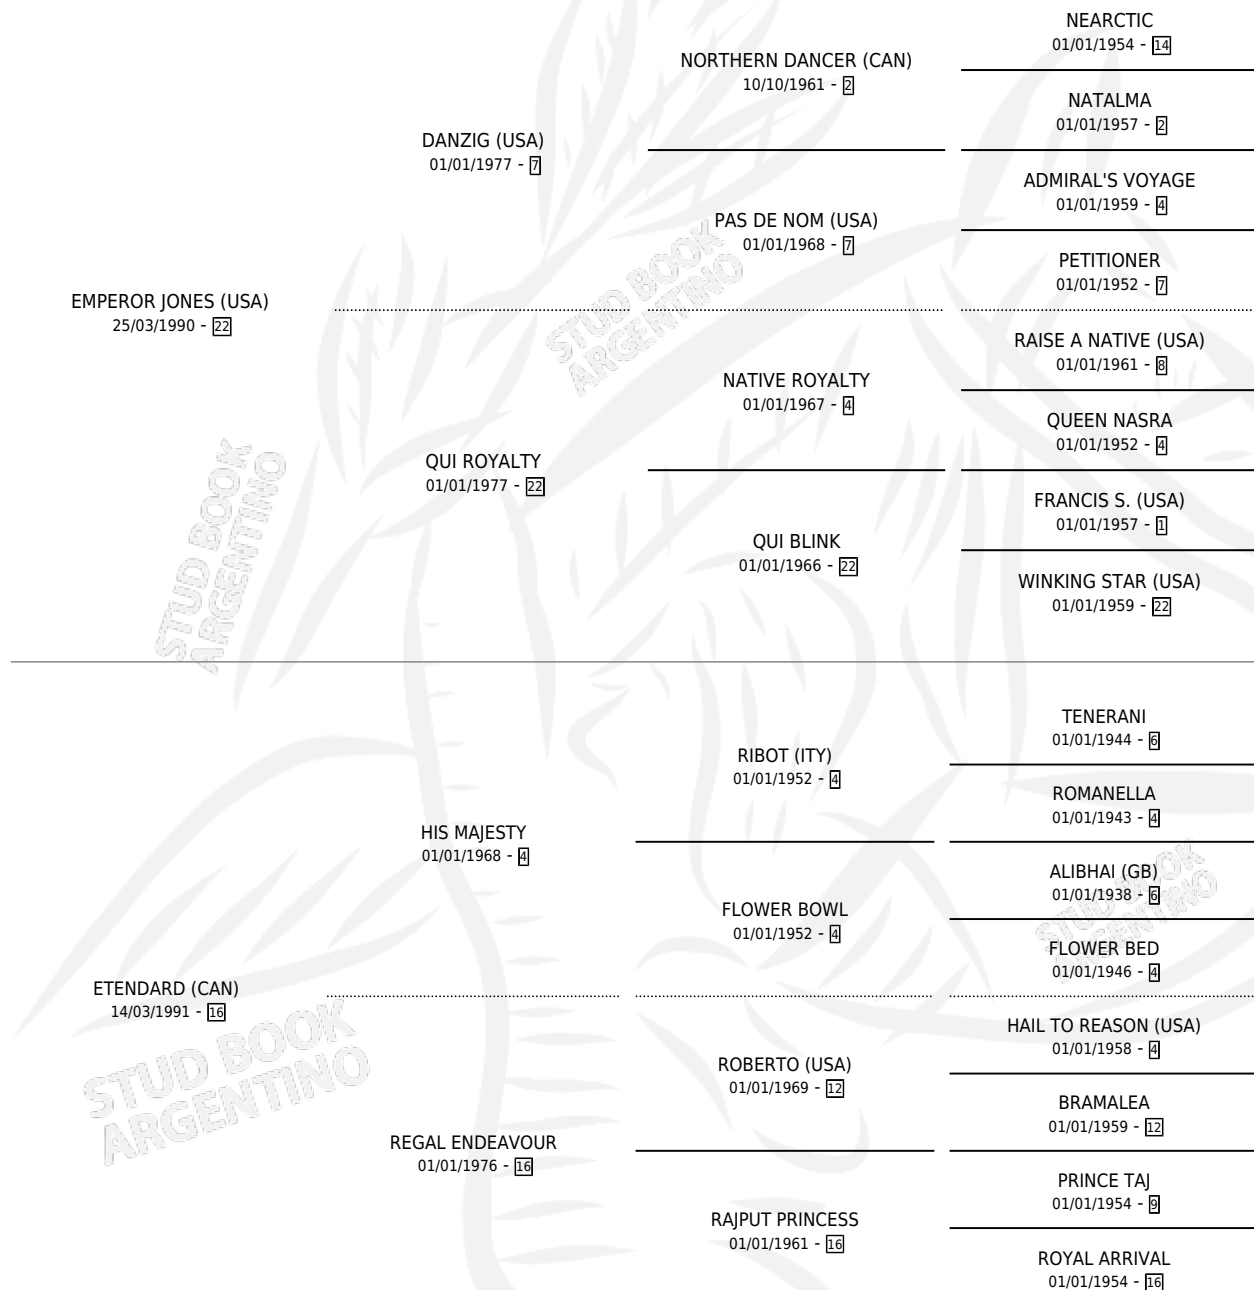 NEARCTIC
01/01/1954 - 14
NORTHERN DANCER (CAN)
10/10/1961 - 2
NATALMA
01/01/1957 - 2
DANZIG (USA)
01/01/1977 - 7
ADMIRAL'S VOYAGE
01/01/1959 - 4
PAS DE NOM (USA)
01/01/1968 - 7
PETITIONER
01/01/1952 - 7
EMPEROR JONES (USA)
25/03/1990 - 22
STUD BOOK
ARGENTINO
RAISE A NATIVE (USA)
01/01/1961 - 8
NATIVE ROYALTY
01/01/1967 - 4
QUEEN NASRA
01/01/1952 - 4
QUI ROYALTY
01/01/1977 - 22
FRANCIS S. (USA)
01/01/1957 - 1
QUI BLINK
01/01/1966 - 22
WINKING STAR (USA)
01/01/1959 - 22
STUD BOOK
ARGENTINO
TENERANI
01/01/1944 - 6
RIBOT (ITY)
01/01/1952 - 4
ROMANELLA
01/01/1943 - 4
HIS MAJESTY
01/01/1968 - 4
ALIBHAI (GB)
01/01/1938 - 6
FLOWER BOWL
01/01/1952 - 4
STUD BOOK
ARGENTINO
FLOWER BED
01/01/1946 - 4
ETENDARD (CAN)
14/03/1991 - 16
HAIL TO REASON (USA)
01/01/1958 - 4
ROBERTO (USA)
01/01/1969 - 12
STUD BOOK
ARGENTINO
BRAMALEA
01/01/1959 - 12
REGAL ENDEAVOUR
01/01/1976 - 16
PRINCE TAJ
01/01/1954 - 9
RAJPUT PRINCESS
01/01/1961 - 16
ROYAL ARRIVAL
01/01/1954 - 16